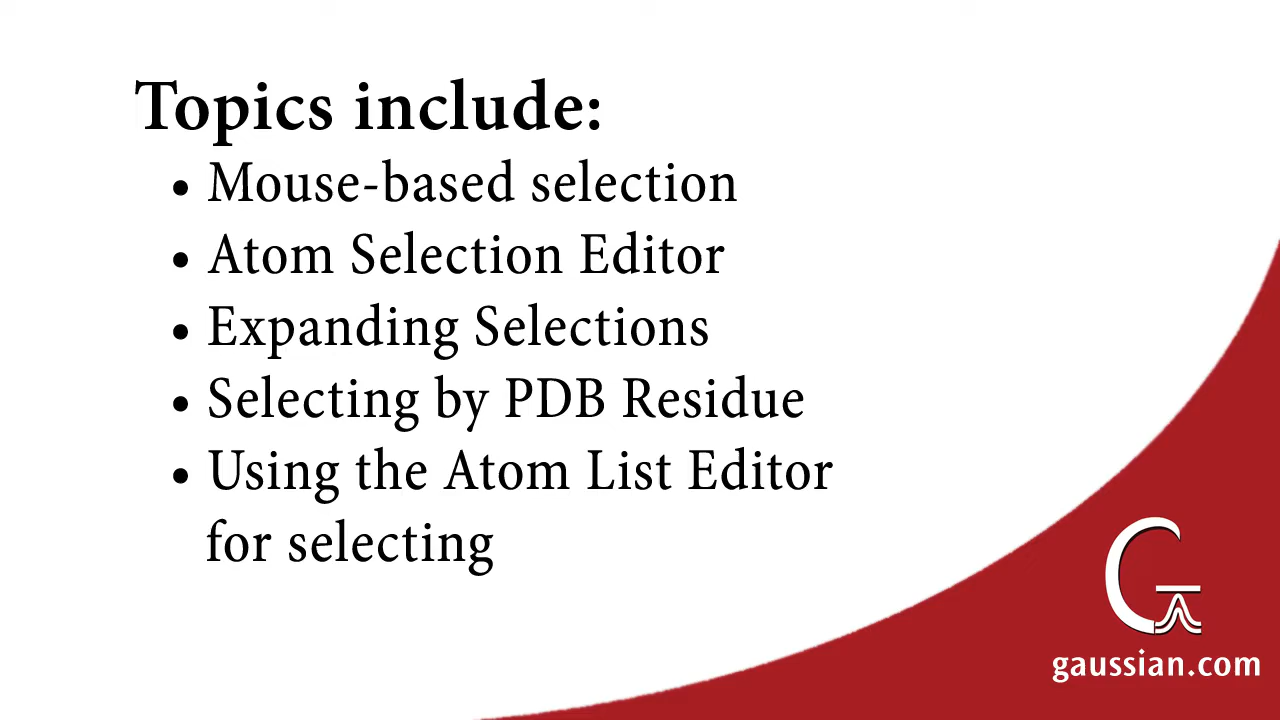 Topics include:
• Mouse-based selection
• Atom Selection Editor
• Expanding Selections
• Selecting by PDB Residue
• Using the Atom List Editor
for selecting
G
gaussian.com